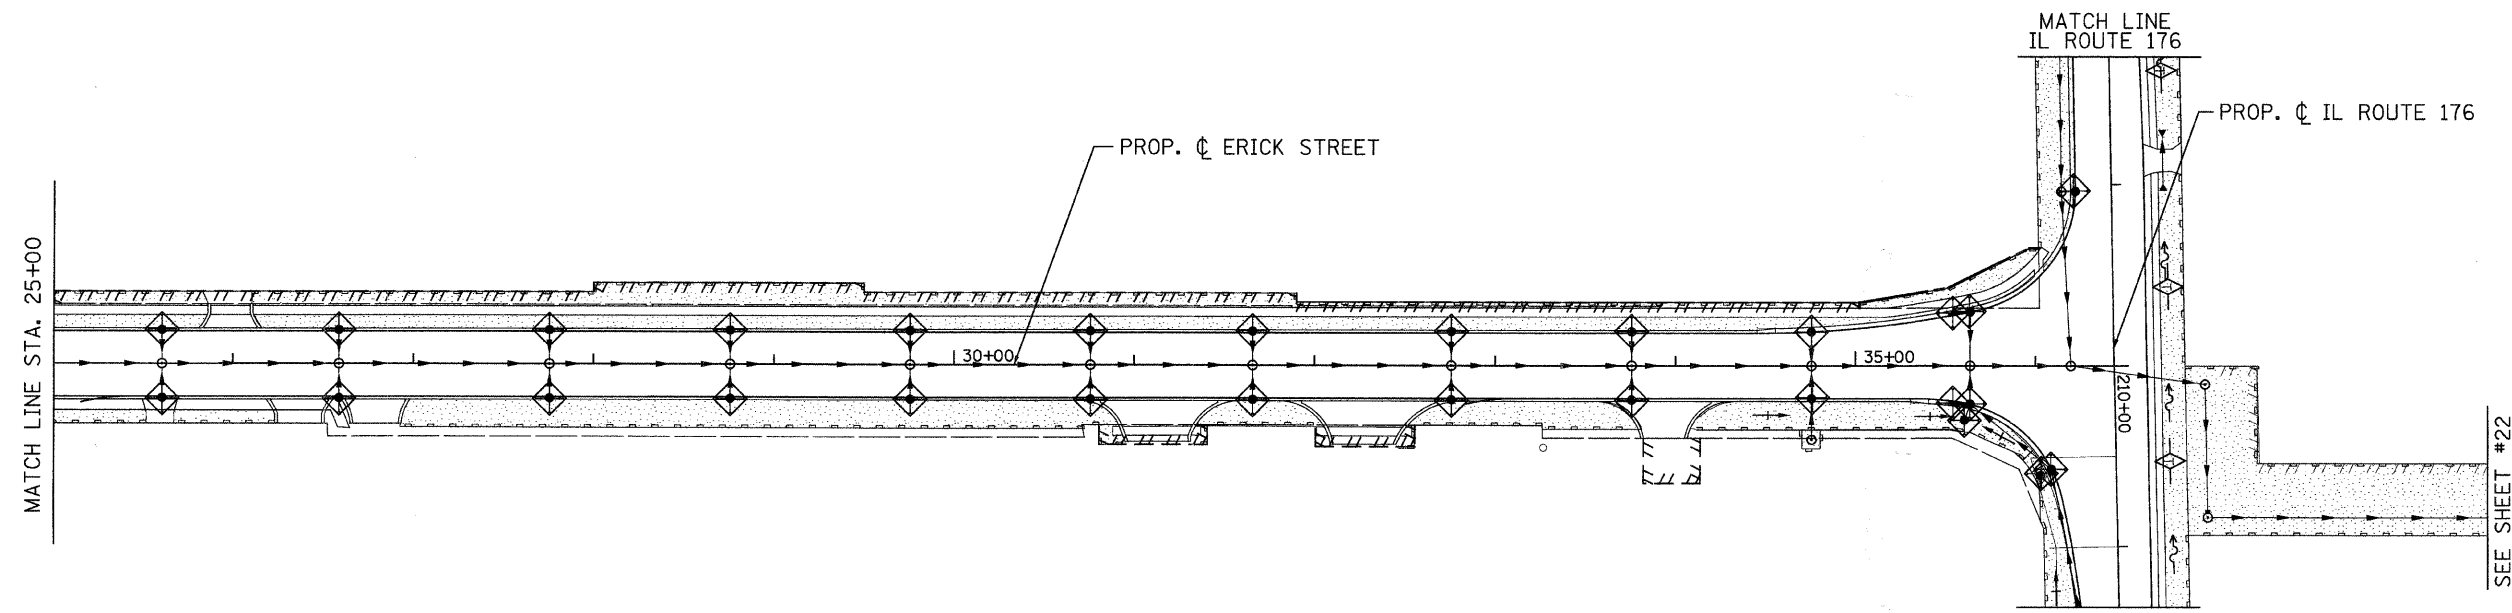 MATCH LINE
IL ROUTE 176
PROP. ℄ IL ROUTE 176
PROP. ℄ ERICK STREET
MATCH LINE STA. 25+00
30+00
35+00
210+00
SEE SHEET #22